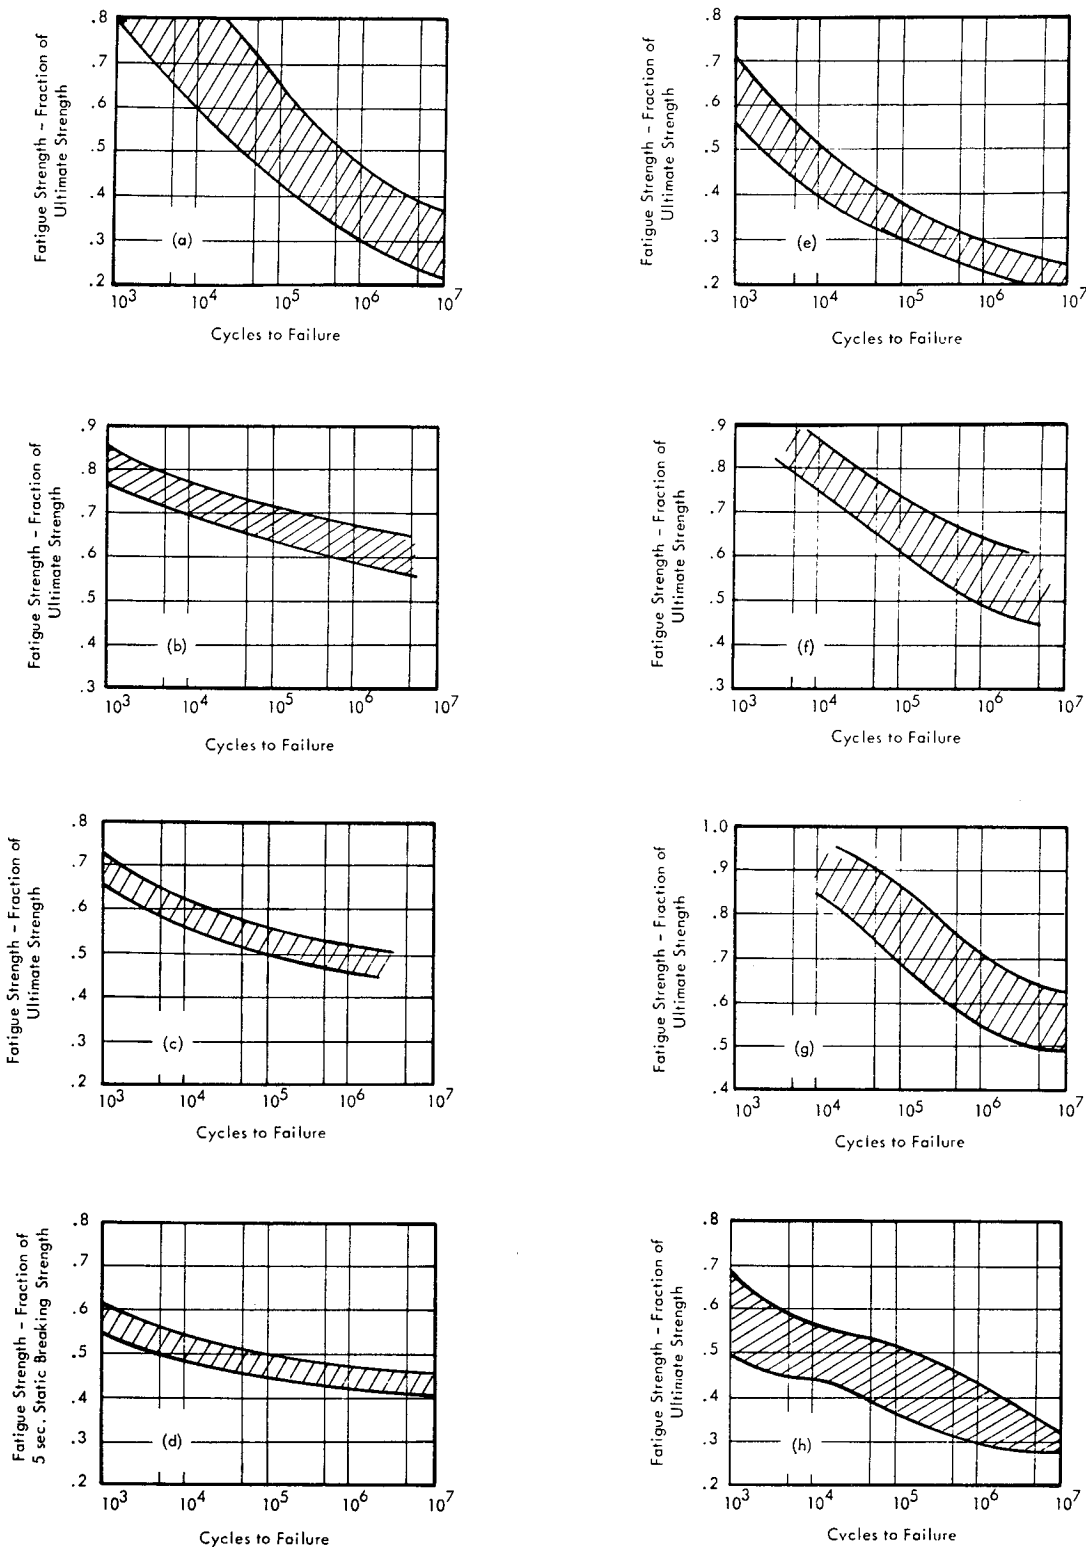 Fatigue Strength – Fraction of
Ultimate Strength
.8
.7
.6
.5
.4
.3
.2
(a)
10³ 10⁴ 10⁵ 10⁶ 10⁷
Cycles to Failure
Fatigue Strength – Fraction of
Ultimate Strength
.8
.7
.6
.5
.4
.3
.2
(e)
10³ 10⁴ 10⁵ 10⁶ 10⁷
Cycles to Failure
Fatigue Strength – Fraction of
Ultimate Strength
.9
.8
.7
.6
.5
.4
.3
(b)
10³ 10⁴ 10⁵ 10⁶ 10⁷
Cycles to Failure
Fatigue Strength – Fraction of
Ultimate Strength
.9
.8
.7
.6
.5
.4
.3
(f)
10³ 10⁴ 10⁵ 10⁶ 10⁷
Cycles to Failure
Fatigue Strength – Fraction of
Ultimate Strength
.8
.7
.6
.5
.4
.3
.2
(c)
10³ 10⁴ 10⁵ 10⁶ 10⁷
Cycles to Failure
Fatigue Strength – Fraction of
Ultimate Strength
1.0
.9
.8
.7
.6
.5
.4
(g)
10³ 10⁴ 10⁵ 10⁶ 10⁷
Cycles to Failure
Fatigue Strength – Fraction of
5 sec. Static Breaking Strength
.8
.7
.6
.5
.4
.3
.2
(d)
10³ 10⁴ 10⁵ 10⁶ 10⁷
Cycles to Failure
Fatigue Strength – Fraction of
Ultimate Strength
.8
.7
.6
.5
.4
.3
.2
(h)
10³ 10⁴ 10⁵ 10⁶ 10⁷
Cycles to Failure